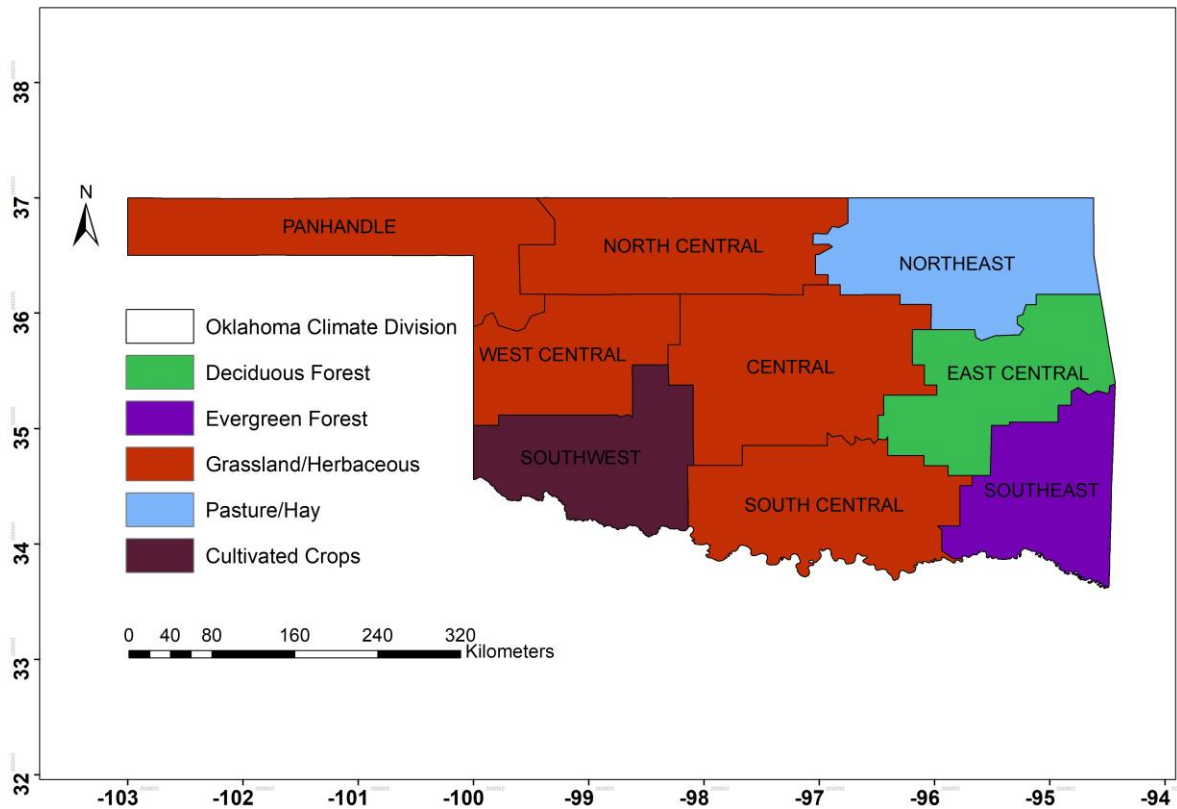 38
37
36
35
34
33
32
N
PANHANDLE
NORTH CENTRAL
NORTHEAST
WEST CENTRAL
CENTRAL
EAST CENTRAL
SOUTHWEST
SOUTH CENTRAL
SOUTHEAST
Oklahoma Climate Division
Deciduous Forest
Evergreen Forest
Grassland/Herbaceous
Pasture/Hay
Cultivated Crops
0 40 80 160 240 320
Kilometers
-103 -102 -101 -100 -99 -98 -97 -96 -95 -94